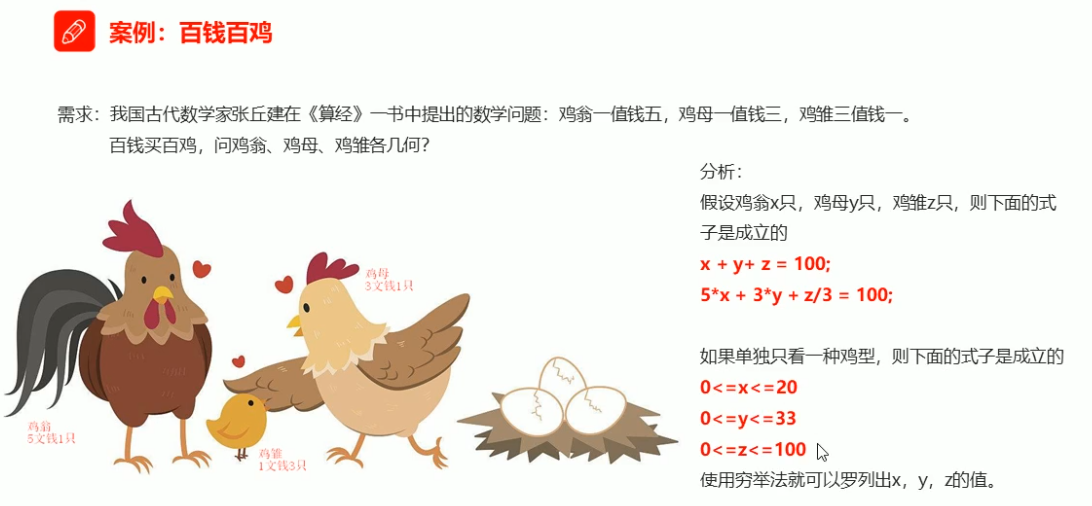 案例：百钱百鸡
需求：我国古代数学家张丘建在《算经》一书中提出的数学问题：鸡翁一值钱五，鸡母一值钱三，鸡雏三值钱一。
百钱买百鸡，问鸡翁、鸡母、鸡雏各几何？
分析：
假设鸡翁x只，鸡母y只，鸡雏z只，则下面的式
子是成立的
x + y+ z = 100;
5*x + 3*y + z/3 = 100;
如果单独只看一种鸡型，则下面的式子是成立的
0<=x<=20
0<=y<=33
0<=z<=100
使用穷举法就可以罗列出x，y，z的值。
鸡母
3文钱1只
鸡翁
5文钱1只
鸡雏
1文钱3只